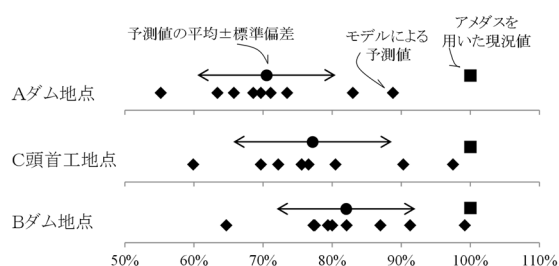 予測値の平均±標準偏差
モデルによる
予測値
アメダスを
用いた現況値
Aダム地点
C頭首工地点
Bダム地点
50% 60% 70% 80% 90% 100% 110%